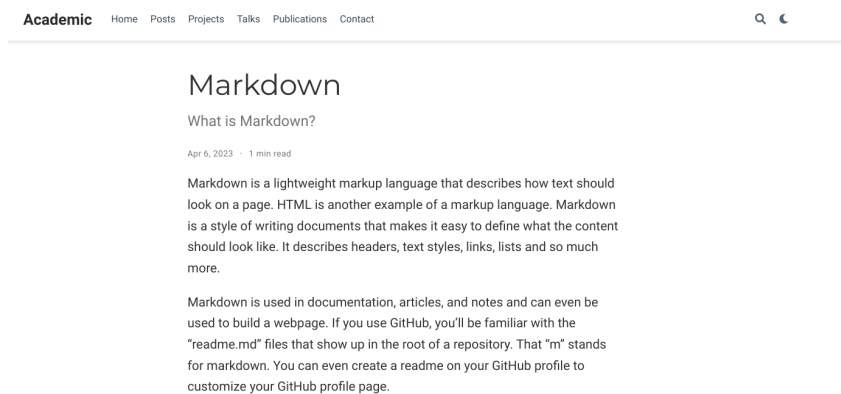 Academic Home Posts Projects Talks Publications Contact
Markdown
What is Markdown?
Apr 6, 2023 · 1 min read
Markdown is a lightweight markup language that describes how text should
look on a page. HTML is another example of a markup language. Markdown
is a style of writing documents that makes it easy to define what the content
should look like. It describes headers, text styles, links, lists and so much
more.
Markdown is used in documentation, articles, and notes and can even be
used to build a webpage. If you use GitHub, you’ll be familiar with the
“readme.md” files that show up in the root of a repository. That “m” stands
for markdown. You can even create a readme on your GitHub profile to
customize your GitHub profile page.